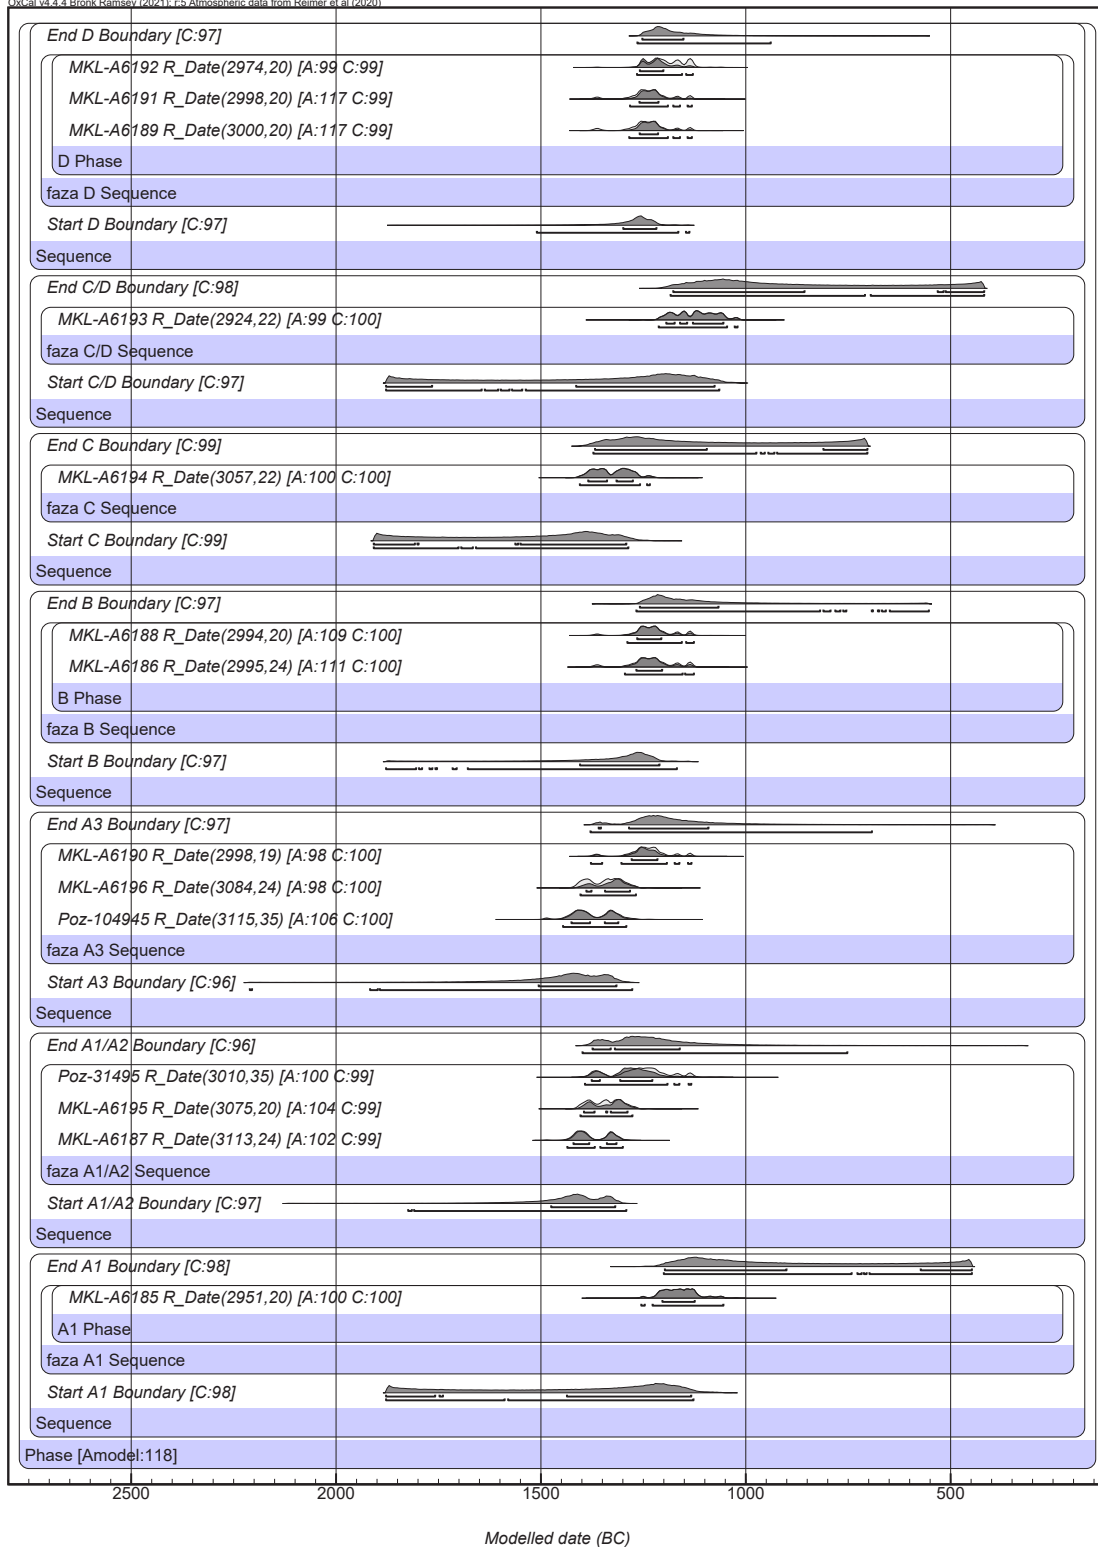 OxCal v4.4.4 Bronk Ramsey (2021); r:5 Atmospheric data from Reimer et al (2020)
End D Boundary [C:97]
MKL-A6192 R_Date(2974,20) [A:99 C:99]
MKL-A6191 R_Date(2998,20) [A:117 C:99]
MKL-A6189 R_Date(3000,20) [A:117 C:99]
D Phase
faza D Sequence
Start D Boundary [C:97]
Sequence
End C/D Boundary [C:98]
MKL-A6193 R_Date(2924,22) [A:99 C:100]
faza C/D Sequence
Start C/D Boundary [C:97]
Sequence
End C Boundary [C:99]
MKL-A6194 R_Date(3057,22) [A:100 C:100]
faza C Sequence
Start C Boundary [C:99]
Sequence
End B Boundary [C:97]
MKL-A6188 R_Date(2994,20) [A:109 C:100]
MKL-A6186 R_Date(2995,24) [A:111 C:100]
B Phase
faza B Sequence
Start B Boundary [C:97]
Sequence
End A3 Boundary [C:97]
MKL-A6190 R_Date(2998,19) [A:98 C:100]
MKL-A6196 R_Date(3084,24) [A:98 C:100]
Poz-104945 R_Date(3115,35) [A:106 C:100]
faza A3 Sequence
Start A3 Boundary [C:96]
Sequence
End A1/A2 Boundary [C:96]
Poz-31495 R_Date(3010,35) [A:100 C:99]
MKL-A6195 R_Date(3075,20) [A:104 C:99]
MKL-A6187 R_Date(3113,24) [A:102 C:99]
faza A1/A2 Sequence
Start A1/A2 Boundary [C:97]
Sequence
End A1 Boundary [C:98]
MKL-A6185 R_Date(2951,20) [A:100 C:100]
A1 Phase
faza A1 Sequence
Start A1 Boundary [C:98]
Sequence
Phase [Amodel:118]
2500 2000 1500 1000 500
Modelled date (BC)